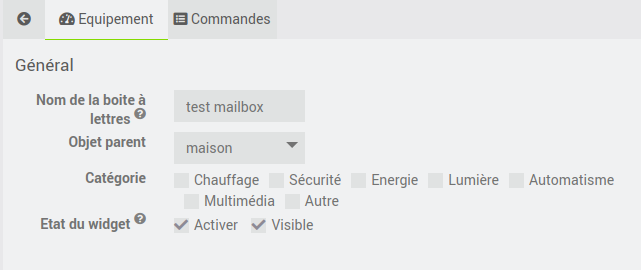 Equipement Commandes
Général
Nom de la boite à
lettres test mailbox
Objet parent maison
Catégorie Chauffage Sécurité Energie Lumière Automatisme
Multimédia Autre
Etat du widget Activer Visible